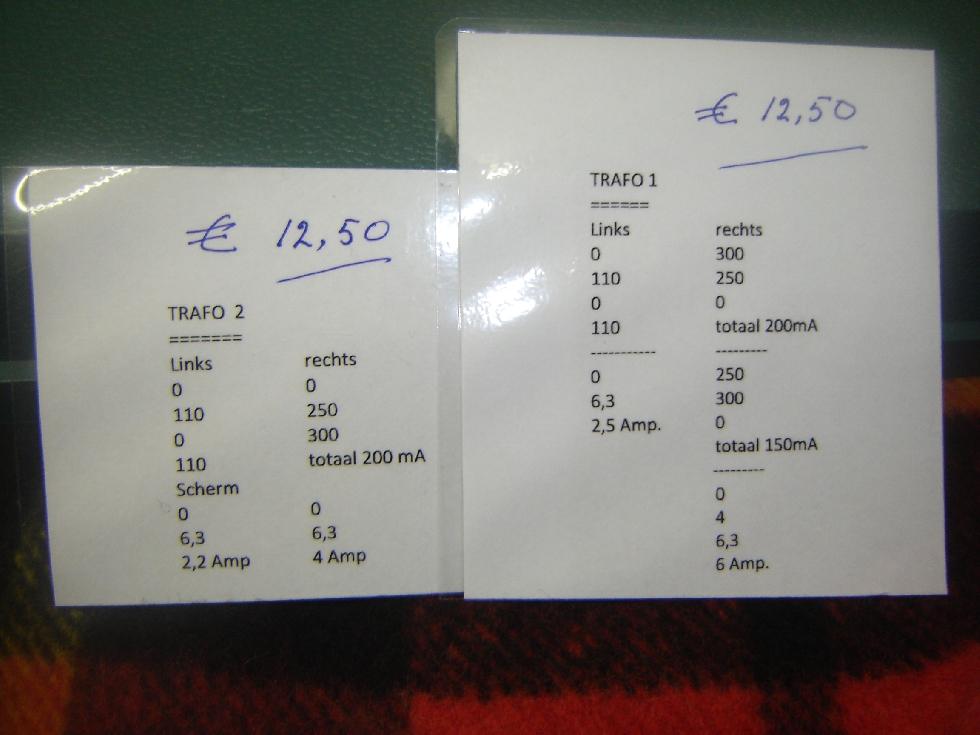 € 12,50
TRAFO 2
=======
Links rechts
0 0
110 250
0 300
110 totaal 200 mA
Scherm
0 0
6,3 6,3
2,2 Amp 4 Amp
€ 12,50
TRAFO 1
======
Links rechts
0 300
110 250
0 0
110 totaal 200mA
----------- ---------
0 250
6,3 300
2,5 Amp. 0
totaal 150mA
---------
0
4
6,3
6 Amp.